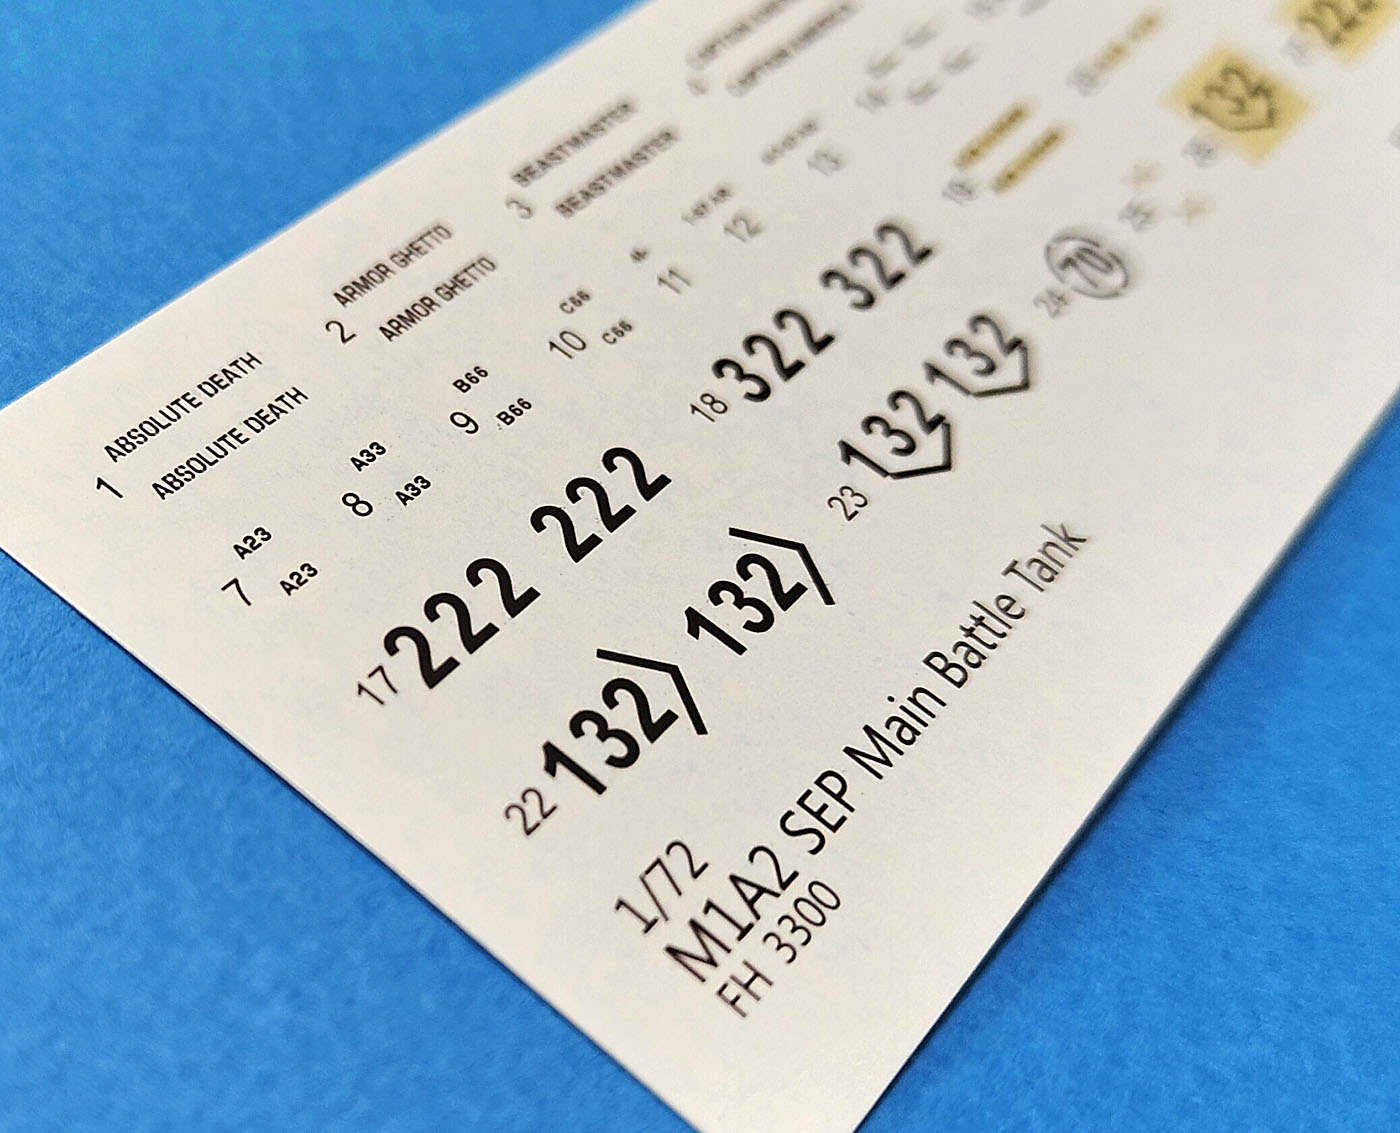 1 ABSOLUTE DEATH
ABSOLUTE DEATH
2 ARMOR GHETTO
ARMOR GHETTO
3 BEASTMASTER
BEASTMASTER
7 A23
A23
8 A33
A33
9 B66
B66
10 C66
C66
11
12
13
17 222 222
18 322 322
22 132 132
23 132 132
24 70
132
222
1/72
M1A2 SEP Main Battle Tank
FH 3300